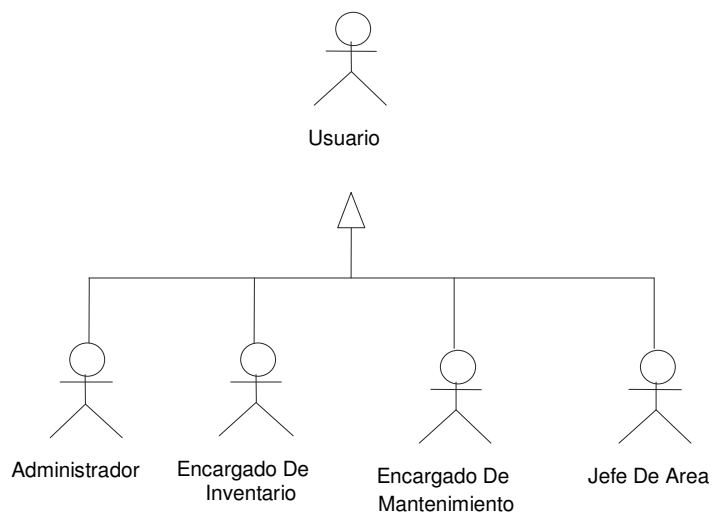 Usuario
Administrador
Encargado De
Inventario
Encargado De
Mantenimiento
Jefe De Area